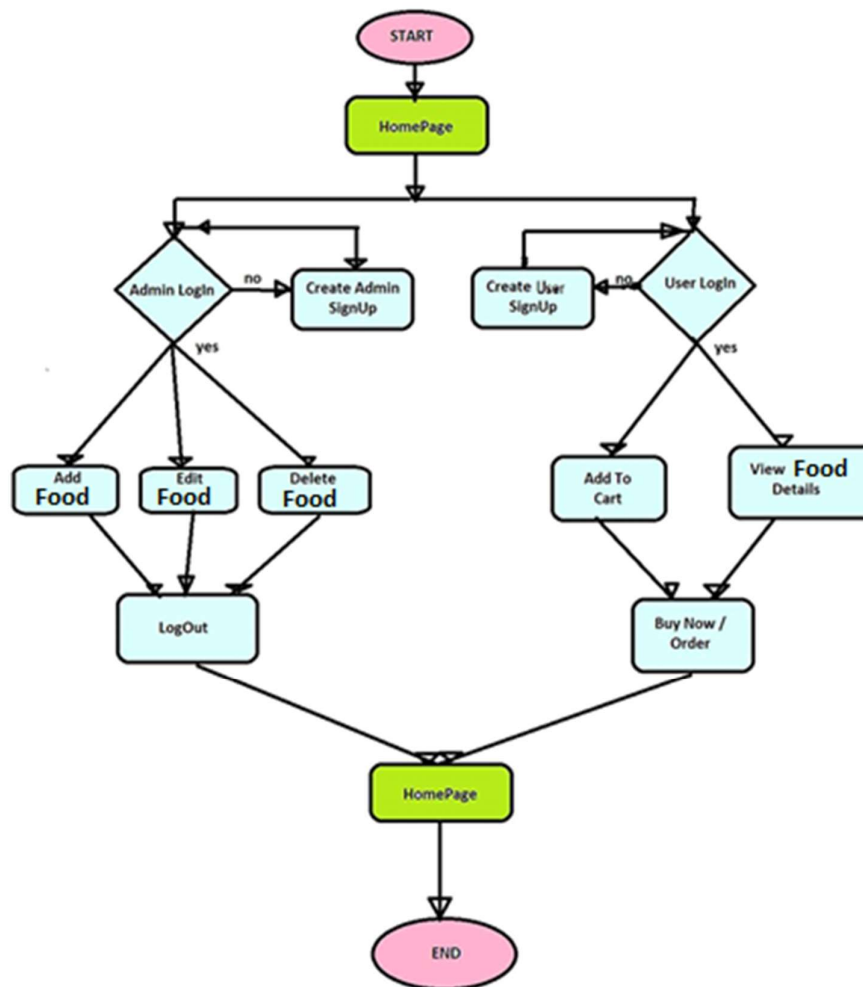 START
HomePage
Admin LogIn
no
Create Admin
SignUp
Create User
SignUp
no
User LogIn
yes
yes
Add
Food
Edit
Food
Delete
Food
Add To
Cart
View Food
Details
LogOut
Buy Now /
Order
HomePage
END